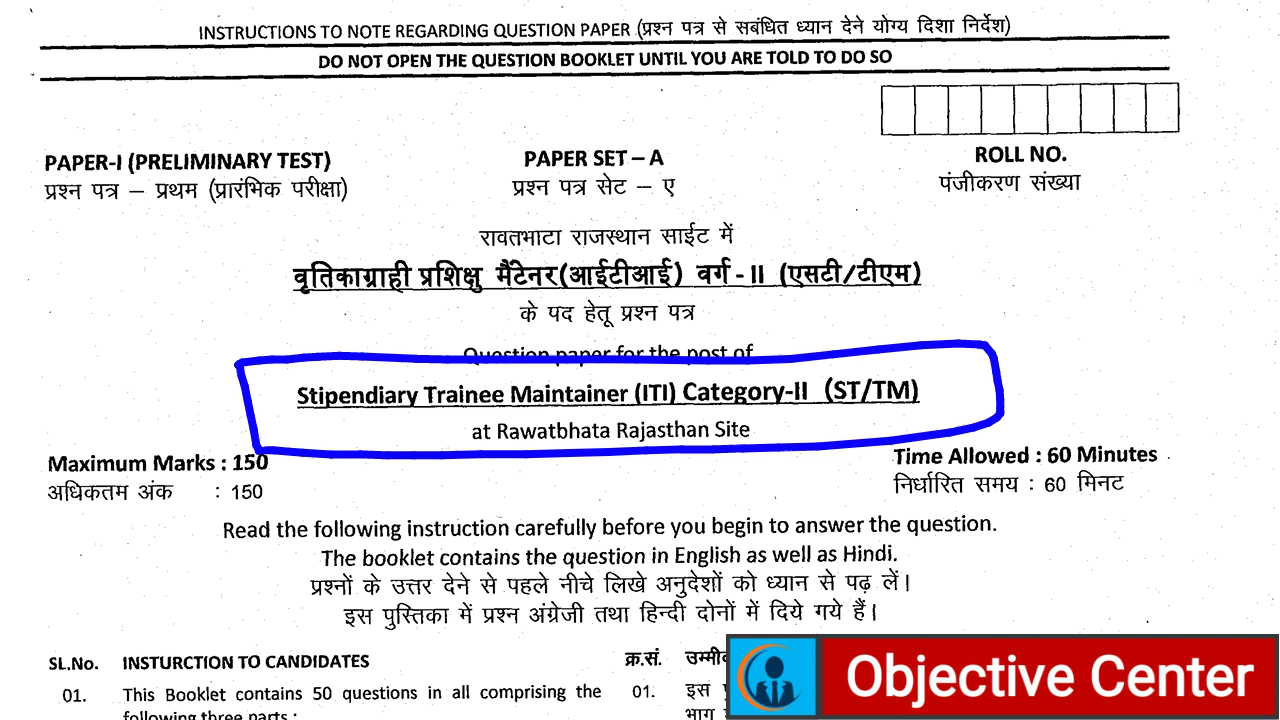 INSTRUCTIONS TO NOTE REGARDING QUESTION PAPER (प्रश्न पत्र से सबंधित ध्यान देने योग्य दिशा निर्देश)
DO NOT OPEN THE QUESTION BOOKLET UNTIL YOU ARE TOLD TO DO SO
PAPER-I (PRELIMINARY TEST) PAPER SET – A ROLL NO.
प्रश्न पत्र – प्रथम (प्रारंभिक परीक्षा) प्रश्न पत्र सेट – ए पंजीकरण संख्या
रावतभाटा राजस्थान साईट में
वृतिकाग्राही प्रशिक्षु मैंटेनर(आईटीआई) वर्ग - II (एसटी/टीएम)
के पद हेतू प्रश्न पत्र
Question paper for the post of
Stipendiary Trainee Maintainer (ITI) Category-II (ST/TM)
at Rawatbhata Rajasthan Site
Maximum Marks : 150 Time Allowed : 60 Minutes
अधिकतम अंक : 150 निर्धारित समय : 60 मिनट
Read the following instruction carefully before you begin to answer the question.
The booklet contains the question in English as well as Hindi.
प्रश्नों के उत्तर देने से पहले नीचे लिखे अनुदेशों को ध्यान से पढ़ लें।
इस पुस्तिका में प्रश्न अंग्रेजी तथा हिन्दी दोनों में दिये गये हैं।
SL.No. INSTURCTION TO CANDIDATES क्र.सं.
01. This Booklet contains 50 questions in all comprising the 01. इस
following three parts : भाग
Objective Center